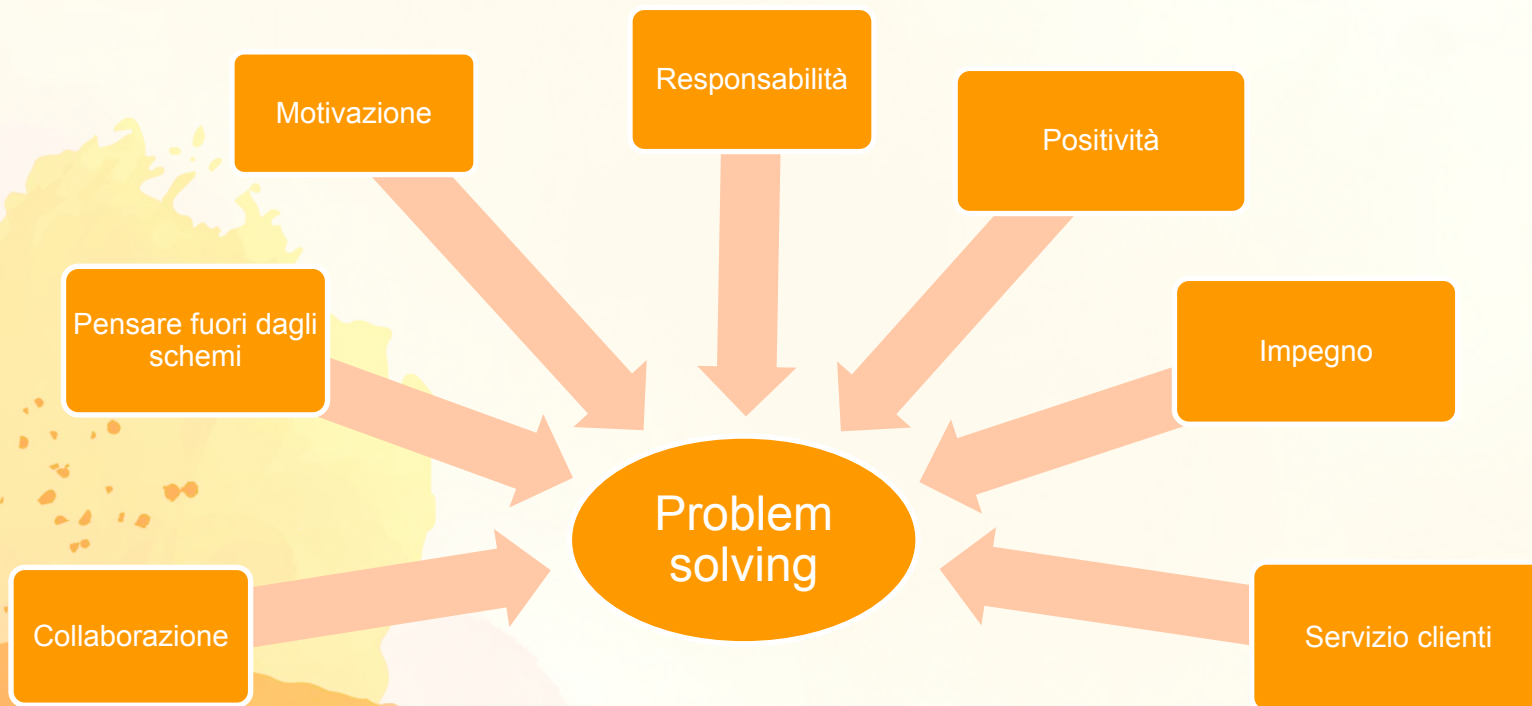 Responsabilità
Motivazione
Positività
Pensare fuori dagli
schemi
Impegno
Problem
solving
Collaborazione
Servizio clienti